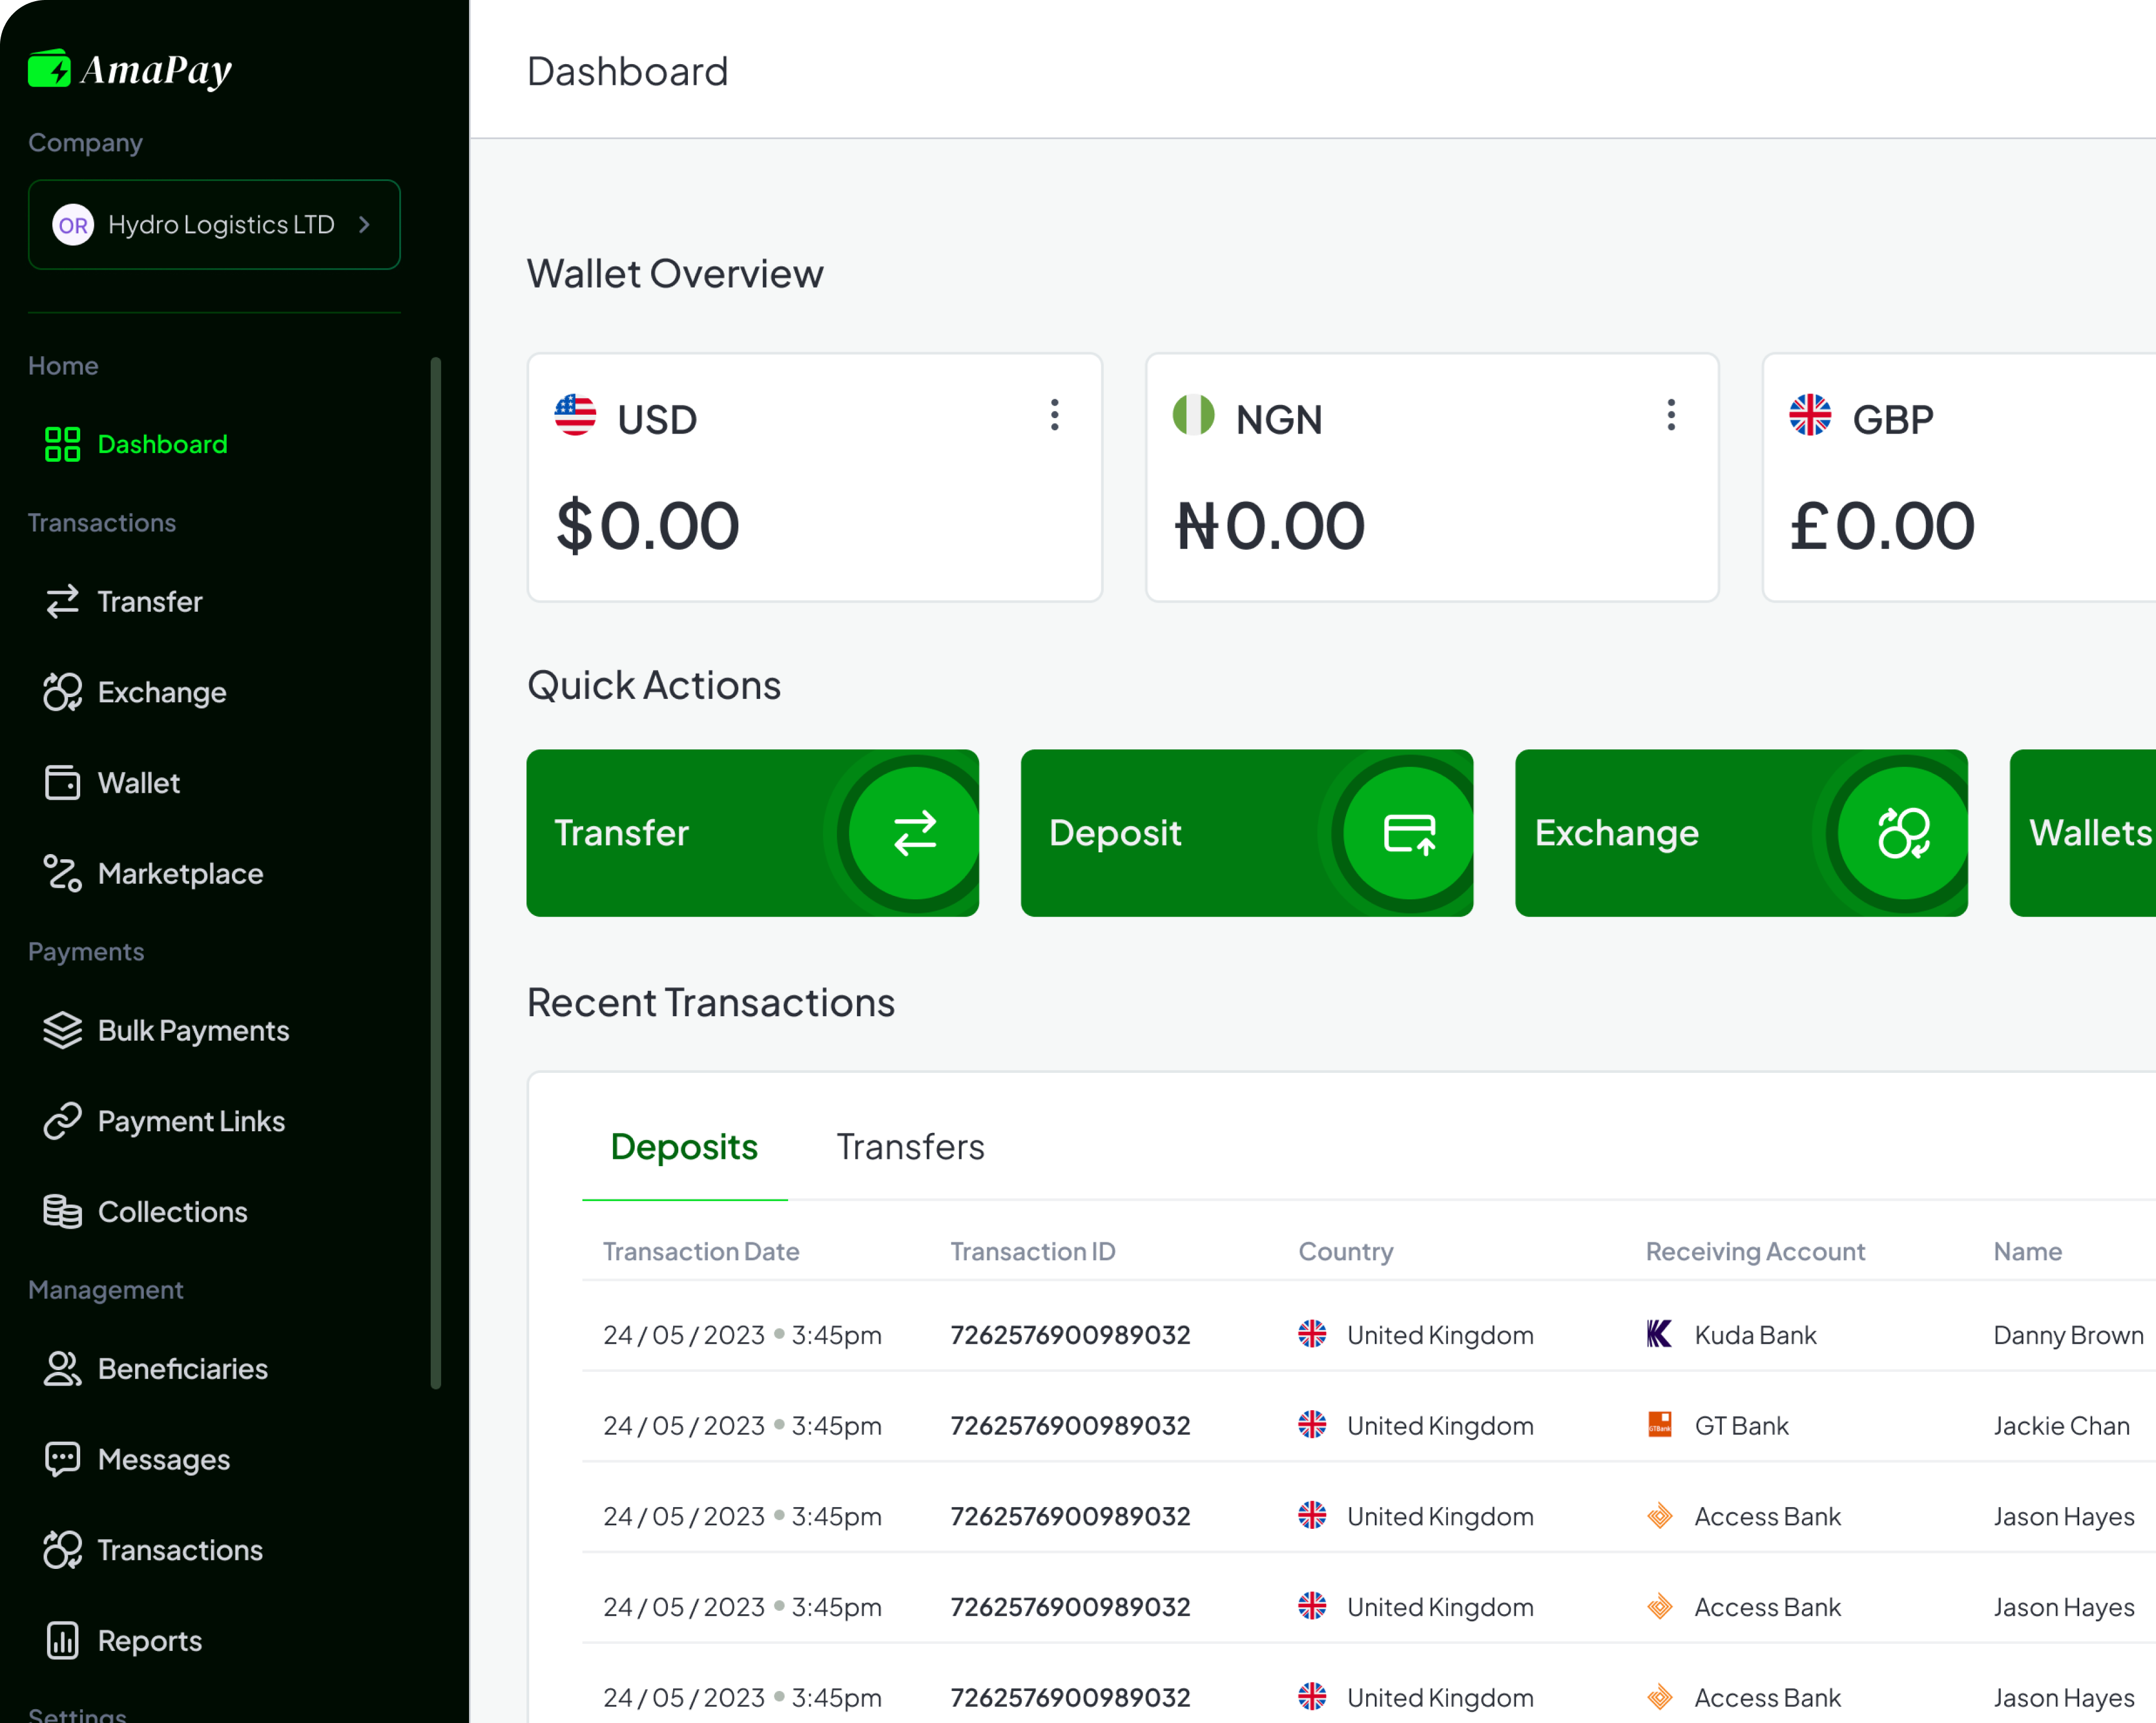 AmaPay
Company
OR Hydro Logistics LTD
Home
Dashboard
Transactions
Transfer
Exchange
Wallet
Marketplace
Payments
Bulk Payments
Payment Links
Collections
Management
Beneficiaries
Messages
Transactions
Reports
Settings
Dashboard
Wallet Overview
USD
$0.00
NGN
₦0.00
GBP
£0.00
Quick Actions
Transfer
Deposit
Exchange
Wallets
Recent Transactions
Deposits Transfers
Transaction Date Transaction ID Country Receiving Account Name
24 / 05 / 2023 • 3:45pm 7262576900989032 United Kingdom Kuda Bank Danny Brown
24 / 05 / 2023 • 3:45pm 7262576900989032 United Kingdom GTBank GT Bank Jackie Chan
24 / 05 / 2023 • 3:45pm 7262576900989032 United Kingdom Access Bank Jason Hayes
24 / 05 / 2023 • 3:45pm 7262576900989032 United Kingdom Access Bank Jason Hayes
24 / 05 / 2023 • 3:45pm 7262576900989032 United Kingdom Access Bank Jason Hayes